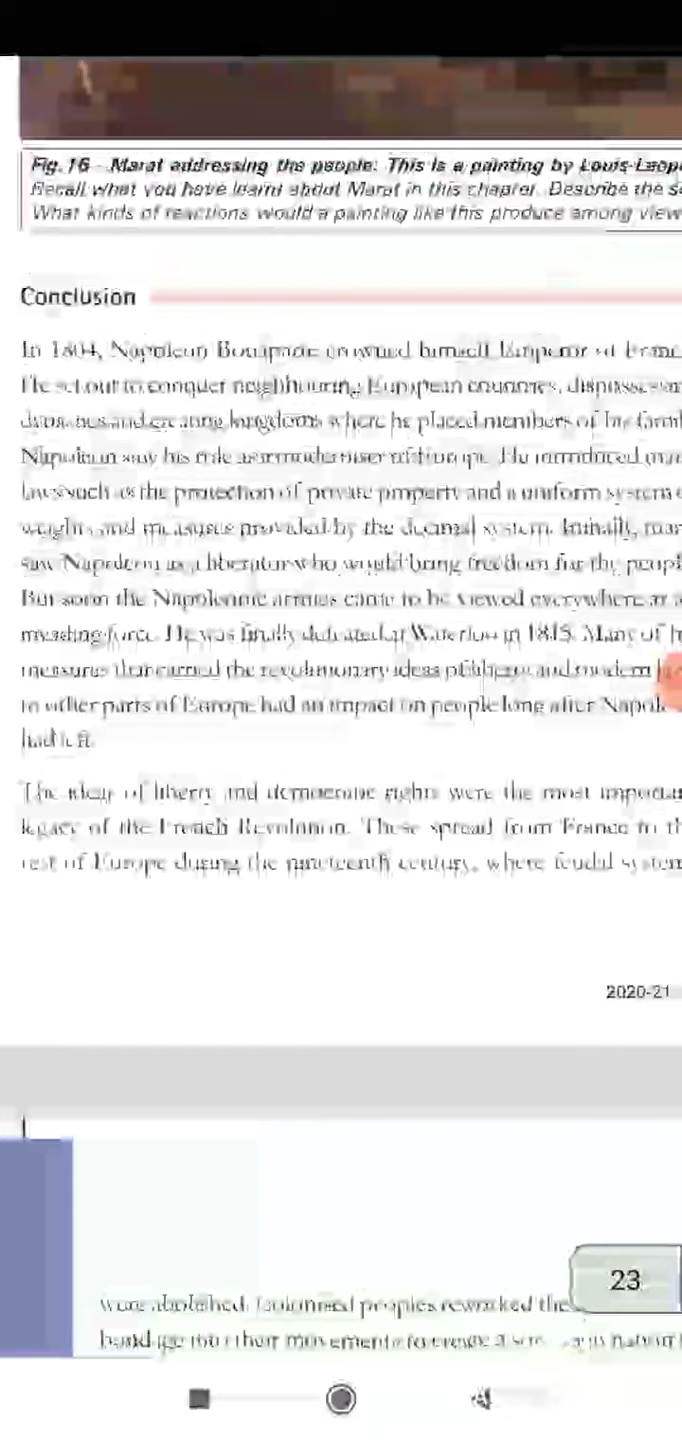 Fig. 16 – Marat addressing the people. This is a painting by Louis-Leop
Recall what you have learnt about Marat in this chapter. Describe the sc
What kinds of reactions would a painting like this produce among view
Conclusion
In 1804, Napoleon Bonaparte crowned himself Emperor of Franc
He set out to conquer neighbouring European countries, dispossessin
dynasties and creating kingdoms where he placed members of his famil
Napoleon saw his role as a moderniser of Europe. He introduced man
laws such as the protection of private property and a uniform system o
weights and measures provided by the decimal system. Initially, man
saw Napoleon as a liberator who would bring freedom for the peopl
But soon the Napoleonic armies came to be viewed everywhere as a
invading force. He was finally defeated at Waterloo in 1815. Many of h
measures that carried the revolutionary ideas of liberty and modern
to other parts of Europe had an impact on people long after Napol
had left.
The ideas of liberty and democratic rights were the most importan
legacy of the French Revolution. These spread from France to th
rest of Europe during the nineteenth century, where feudal system
2020-21
23
were abolished. Colonised peoples reworked the
bondage into their movements to create a nation